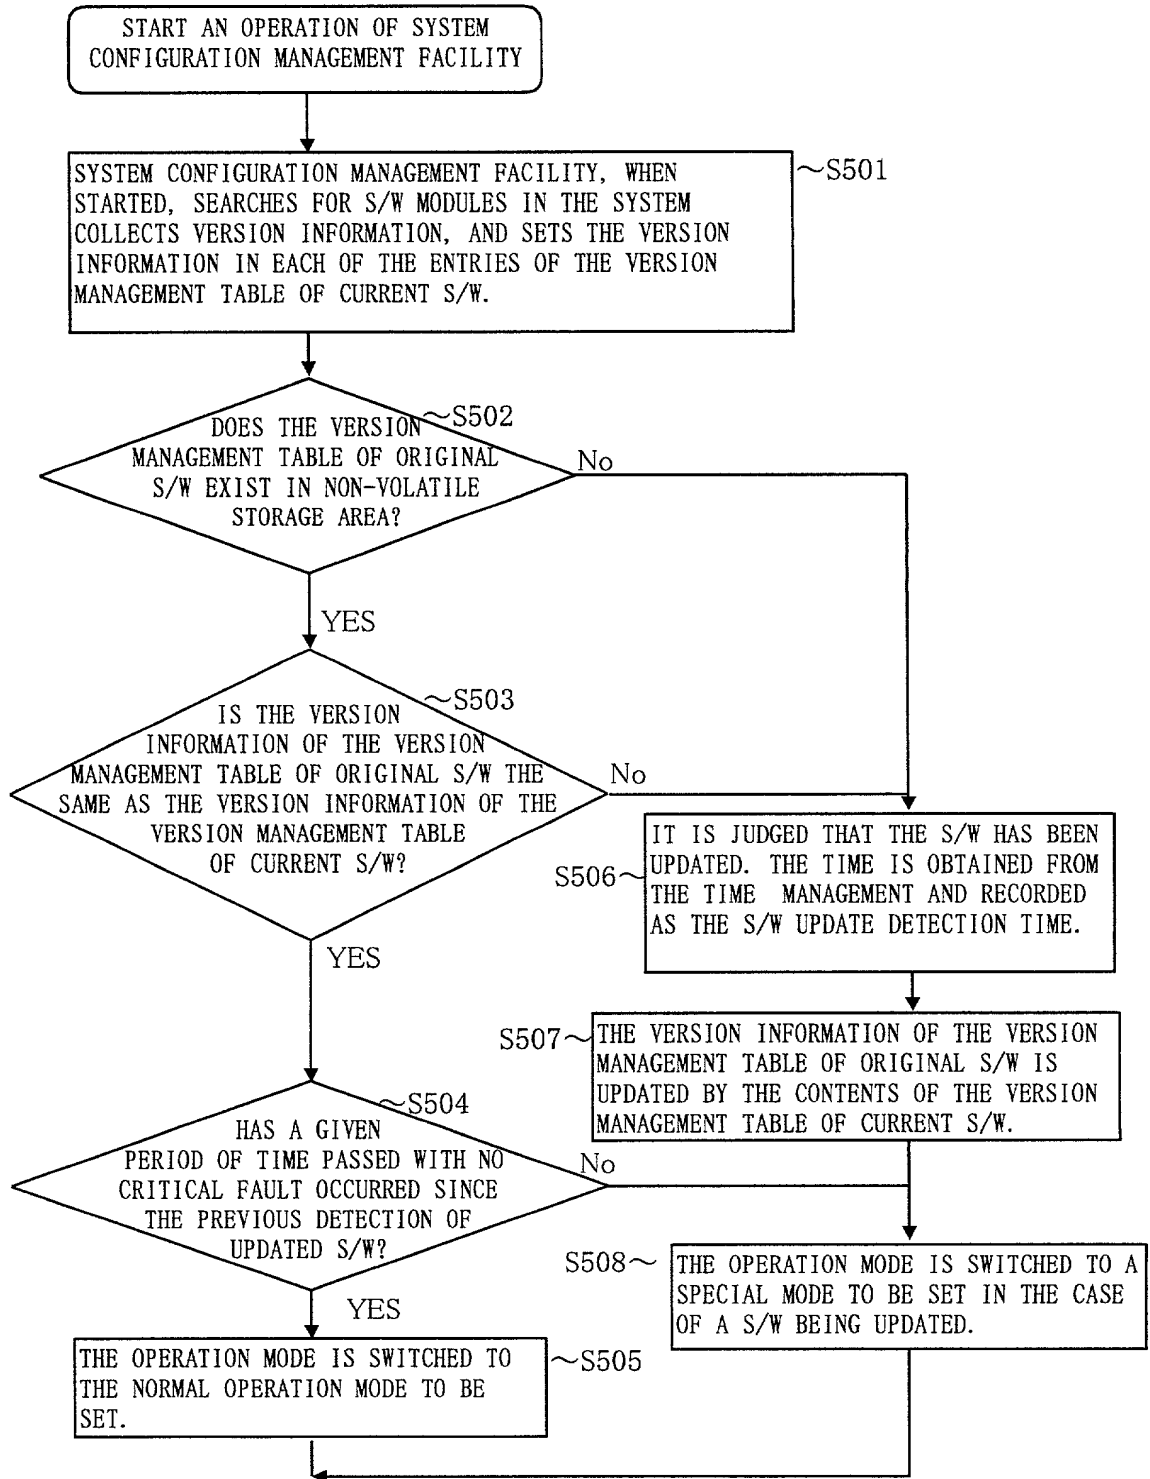 START AN OPERATION OF SYSTEM
CONFIGURATION MANAGEMENT FACILITY
SYSTEM CONFIGURATION MANAGEMENT FACILITY, WHEN
STARTED, SEARCHES FOR S/W MODULES IN THE SYSTEM
COLLECTS VERSION INFORMATION, AND SETS THE VERSION
INFORMATION IN EACH OF THE ENTRIES OF THE VERSION
MANAGEMENT TABLE OF CURRENT S/W.
~S501
~S502
DOES THE VERSION
MANAGEMENT TABLE OF ORIGINAL
S/W EXIST IN NON-VOLATILE
STORAGE AREA?
No
YES
~S503
IS THE VERSION
INFORMATION OF THE VERSION
MANAGEMENT TABLE OF ORIGINAL S/W THE
SAME AS THE VERSION INFORMATION OF THE
VERSION MANAGEMENT TABLE
OF CURRENT S/W?
No
YES
S506~
IT IS JUDGED THAT THE S/W HAS BEEN
UPDATED. THE TIME IS OBTAINED FROM
THE TIME MANAGEMENT AND RECORDED
AS THE S/W UPDATE DETECTION TIME.
S507~
THE VERSION INFORMATION OF THE VERSION
MANAGEMENT TABLE OF ORIGINAL S/W IS
UPDATED BY THE CONTENTS OF THE VERSION
MANAGEMENT TABLE OF CURRENT S/W.
~S504
HAS A GIVEN
PERIOD OF TIME PASSED WITH NO
CRITICAL FAULT OCCURRED SINCE
THE PREVIOUS DETECTION OF
UPDATED S/W?
No
YES
S508~
THE OPERATION MODE IS SWITCHED TO A
SPECIAL MODE TO BE SET IN THE CASE
OF A S/W BEING UPDATED.
THE OPERATION MODE IS SWITCHED TO
THE NORMAL OPERATION MODE TO BE
SET.
~S505